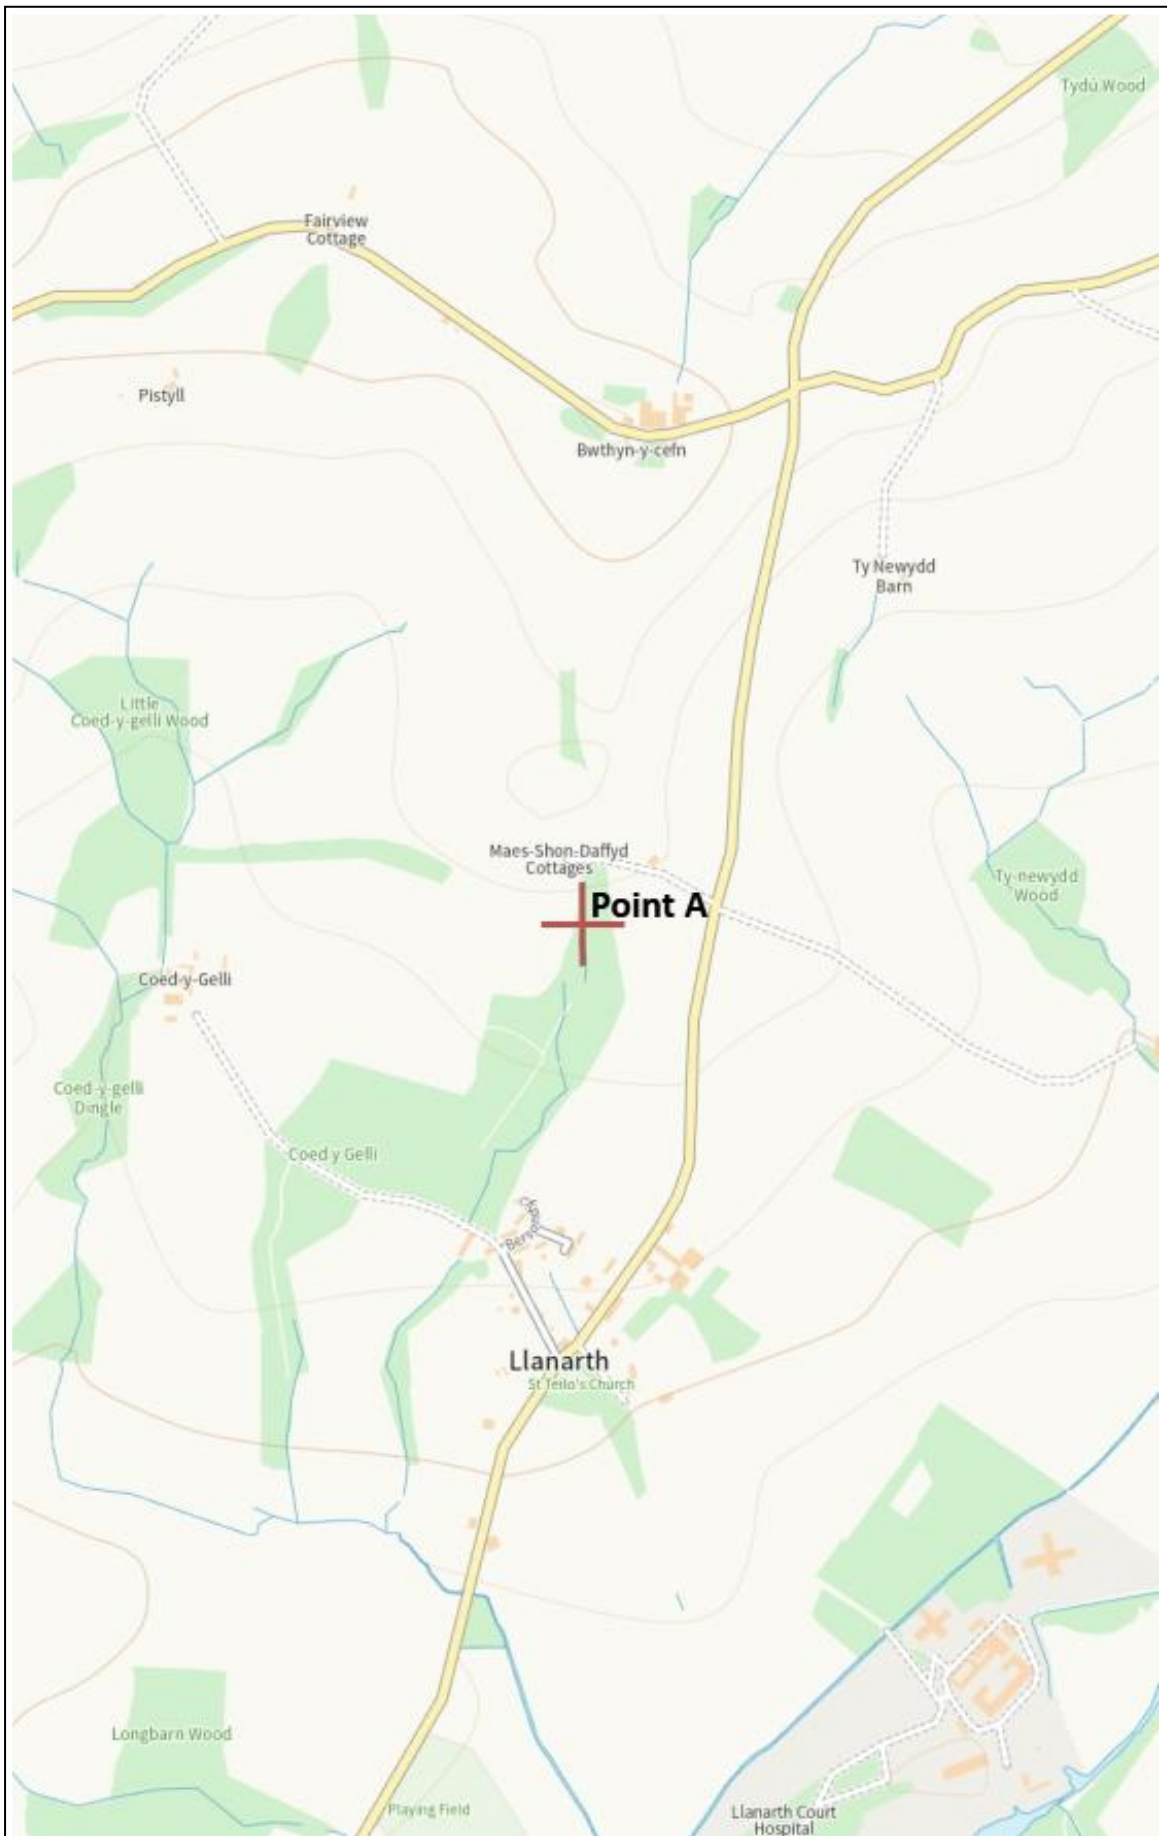 Tydu Wood
Fairview
Cottage
Pistyll
Bwthyn-y-cefn
Ty Newydd
Barn
Little
Coed-y-gelli Wood
Maes-Shon-Daffyd
Cottages
Point A
Ty-newydd
Wood
Coed-y-Gelli
Coed-y-gelli
Dingle
Coed y Gelli
Llanarth
St Teilo's Church
Longbarn Wood
Playing Field
Llanarth Court
Hospital